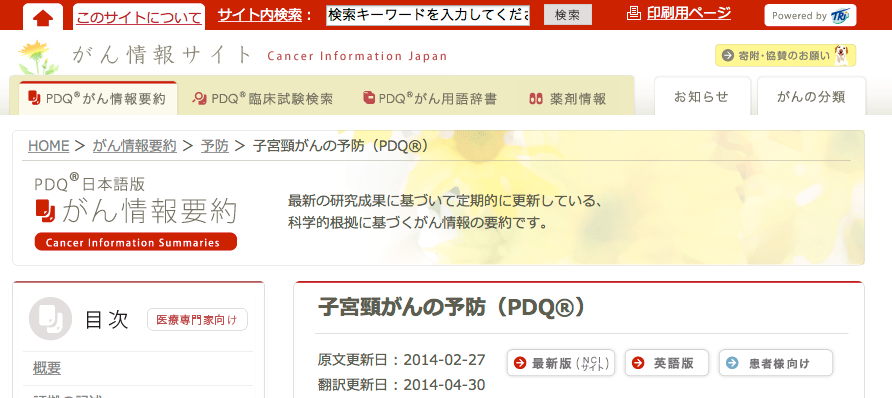 このサイトについて
サイト内検索：
検索キーワードを入力してくださ
検索
印刷用ページ
Powered by TRI
がん情報サイト Cancer Information Japan
寄附・協賛のお願い
PDQ®がん情報要約
PDQ®臨床試験検索
PDQ®がん用語辞書
薬剤情報
お知らせ
がんの分類
HOME > がん情報要約 > 予防 > 子宮頸がんの予防（PDQ®）
PDQ®日本語版
がん情報要約
Cancer Information Summaries
最新の研究成果に基づいて定期的に更新している、
科学的根拠に基づくがん情報の要約です。
目次
医療専門家向け
概要
子宮頸がんの予防（PDQ®）
原文更新日：2014-02-27
翻訳更新日：2014-04-30
最新版(NCIサイト)
英語版
患者様向け